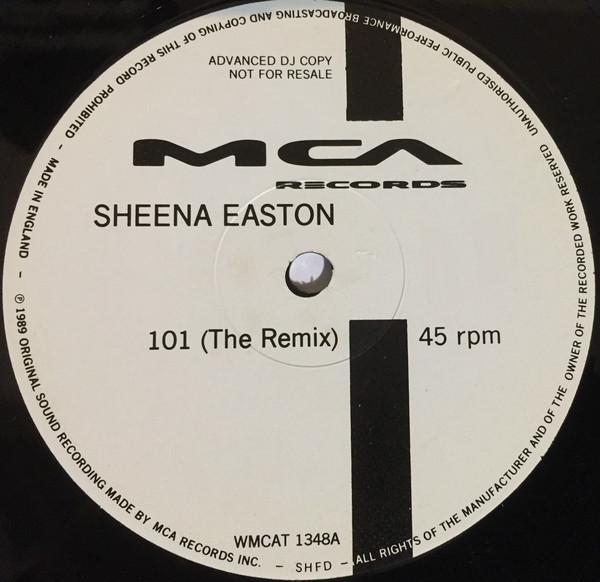 ADVANCED DJ COPY
NOT FOR RESALE
MCA
RECORDS
SHEENA EASTON
101 (The Remix)
45 rpm
WMCAT 1348A
MADE IN ENGLAND – ℗ 1989 ORIGINAL SOUND RECORDING MADE BY MCA RECORDS INC. – SHFD – ALL RIGHTS OF THE MANUFACTURER AND OF THE OWNER OF THE RECORDED WORK RESERVED UNAUTHORISED PUBLIC PERFORMANCE BROADCASTING AND COPYING OF THIS RECORD PROHIBITED –